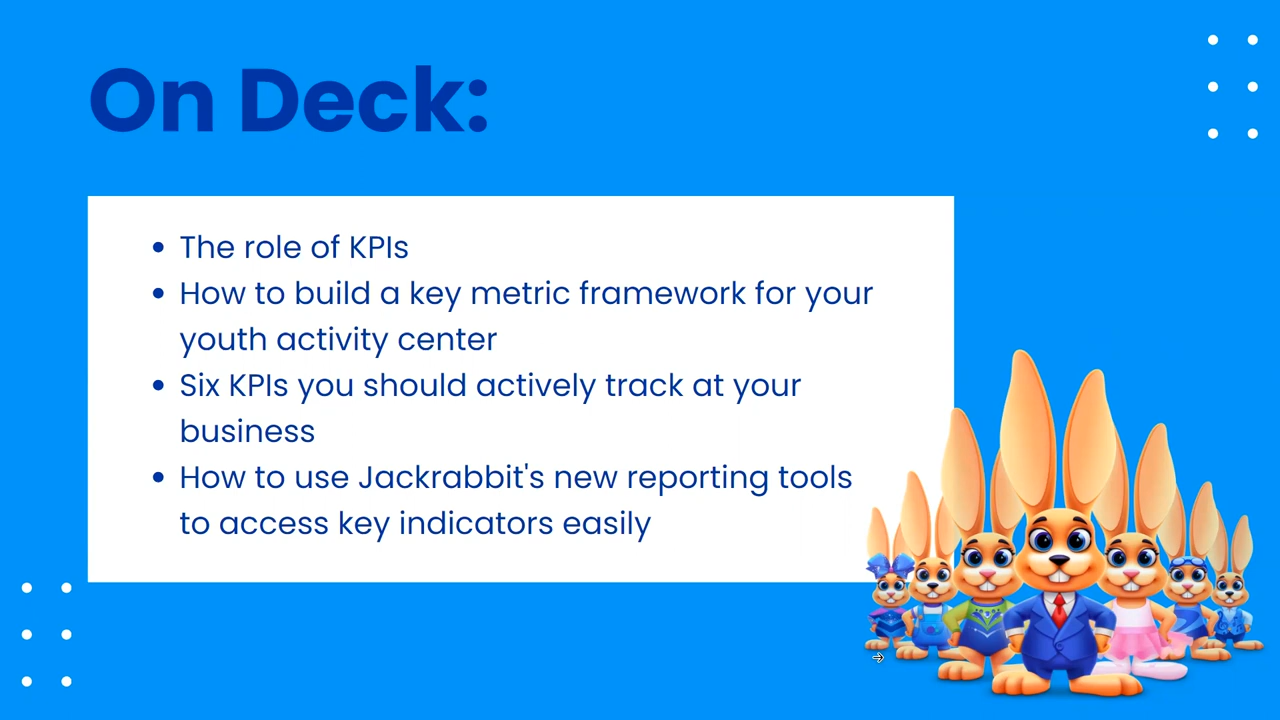 On Deck:
• The role of KPIs
• How to build a key metric framework for your
youth activity center
• Six KPIs you should actively track at your
business
• How to use Jackrabbit's new reporting tools
to access key indicators easily